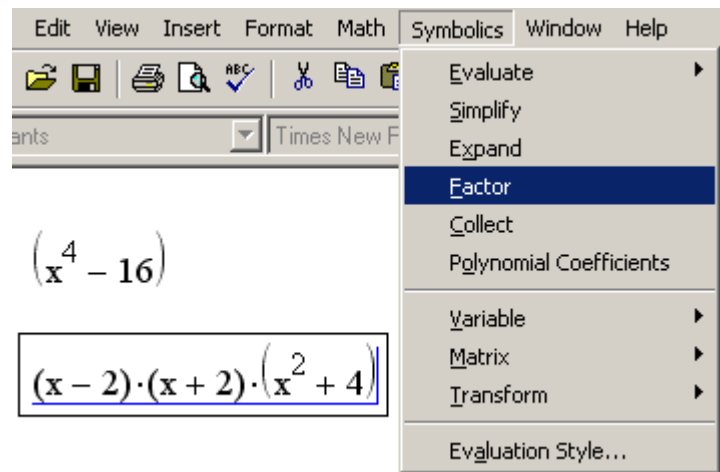 Edit View Insert Format Math Symbolics Window Help
ABC
ants Times New
Evaluate
Simplify
Expand
Factor
Collect
Polynomial Coefficients
Variable
Matrix
Transform
Evaluation Style...
(x⁴ − 16)
(x − 2)·(x + 2)·(x² + 4)